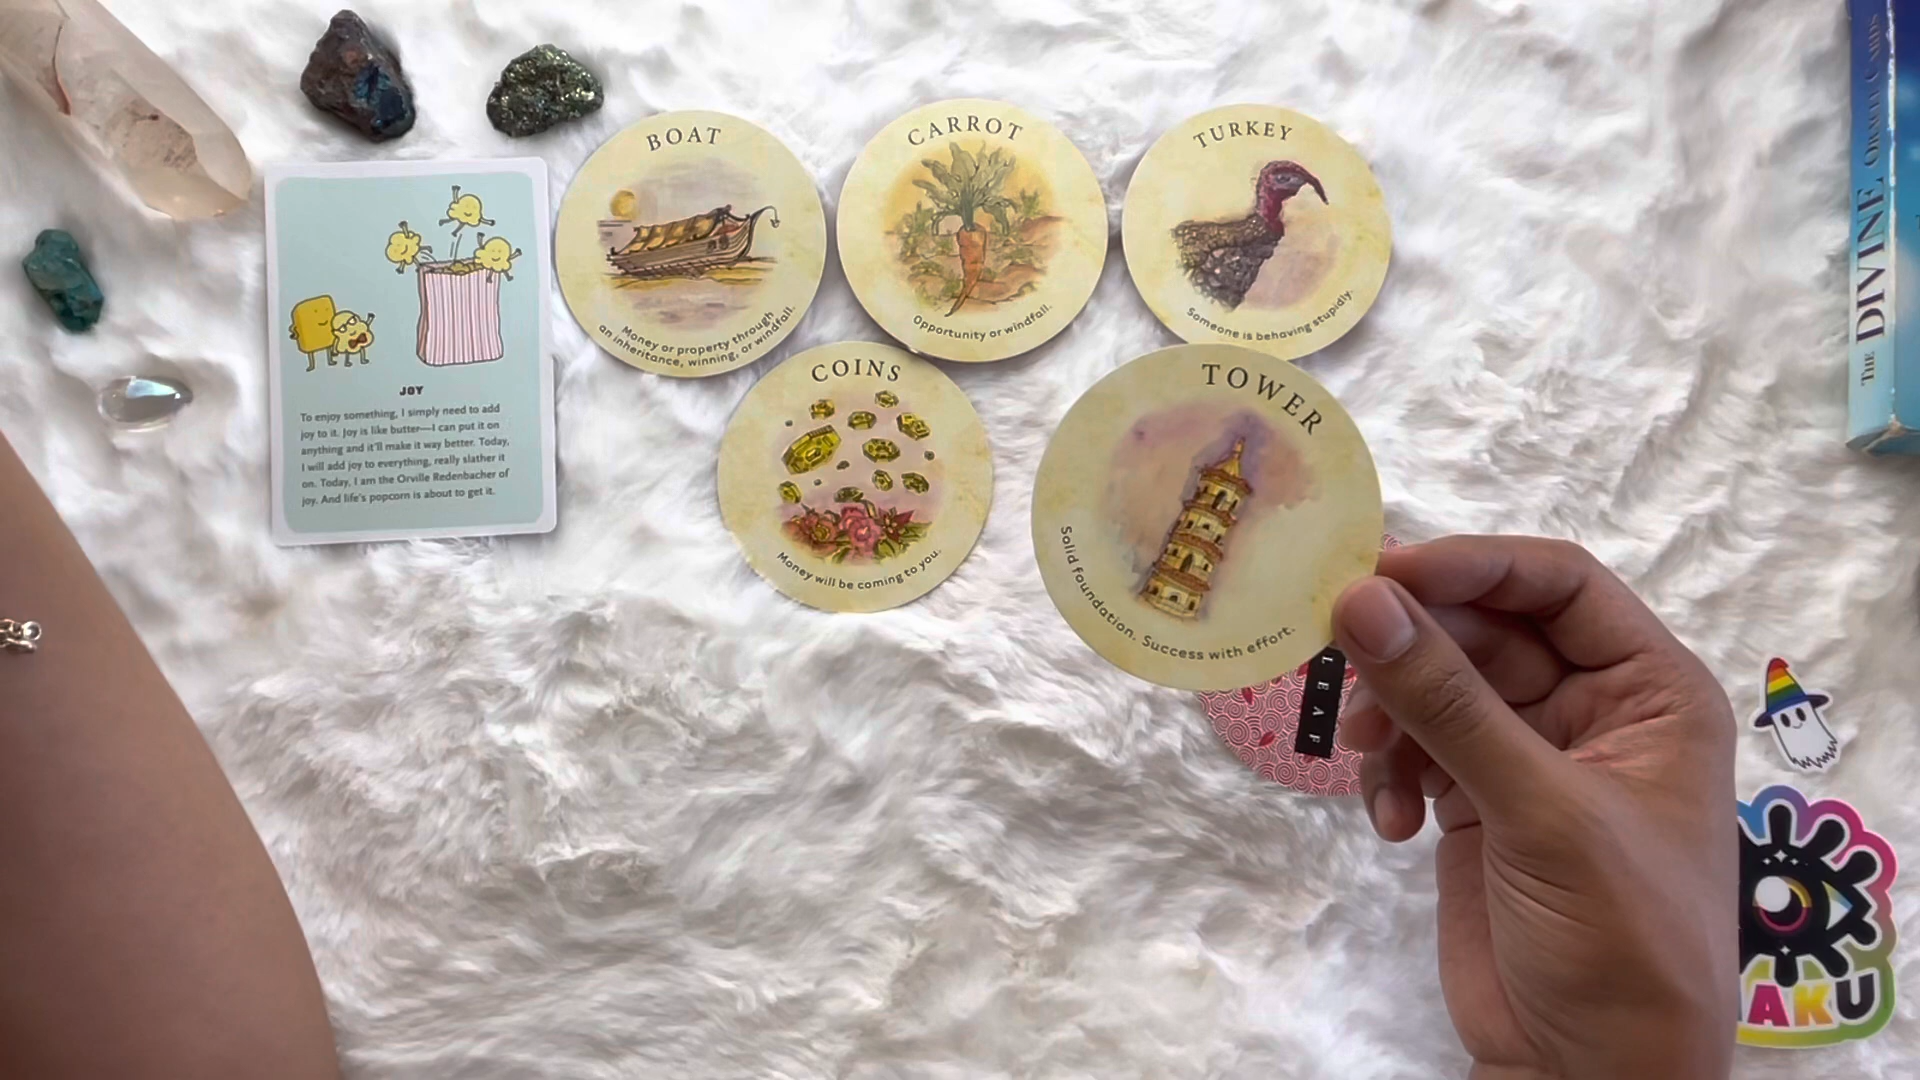 BOAT
Money or property through
an inheritance, winning, or windfall.
CARROT
Opportunity or windfall.
TURKEY
Someone is behaving stupidly.
THE DIVINE ORACLE CARDS
JOY
To enjoy something, I simply need to add
joy to it. Joy is like butter—I can put it on
anything and it'll make it way better. Today,
I will add joy to everything, really slather it
on. Today, I am the Orville Redenbacher of
joy. And life's popcorn is about to get it.
COINS
Money will be coming to you.
TOWER
Solid foundation. Success with effort.
LEAF
AKU